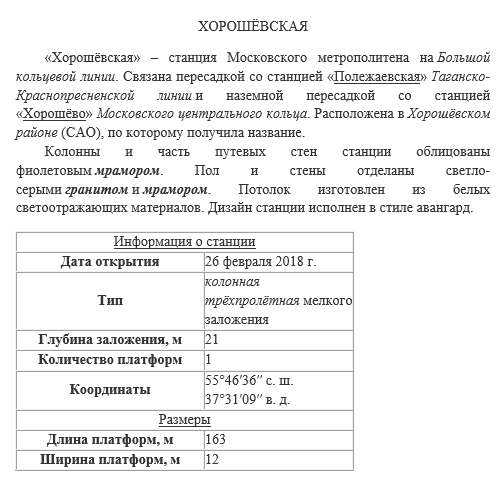 ХОРОШЁВСКАЯ
«Хорошёвская» – станция Московского метрополитена на Большой
кольцевой линии. Связана пересадкой со станцией «Полежаевская» Таганско-
Краснопресненской линии и наземной пересадкой со станцией
«Хорошёво» Московского центрального кольца. Расположена в Хорошёвском
районе (САО), по которому получила название.
Колонны и часть путевых стен станции облицованы
фиолетовым мрамором. Пол и стены отделаны светло-
серыми гранитом и мрамором. Потолок изготовлен из белых
светоотражающих материалов. Дизайн станции исполнен в стиле авангард.
Информация о станции
Дата открытия 26 февраля 2018 г.
Тип колонная
трёхпролётная мелкого
заложения
Глубина заложения, м 21
Количество платформ 1
Координаты 55°46′36″ с. ш.
37°31′09″ в. д.
Размеры
Длина платформ, м 163
Ширина платформ, м 12